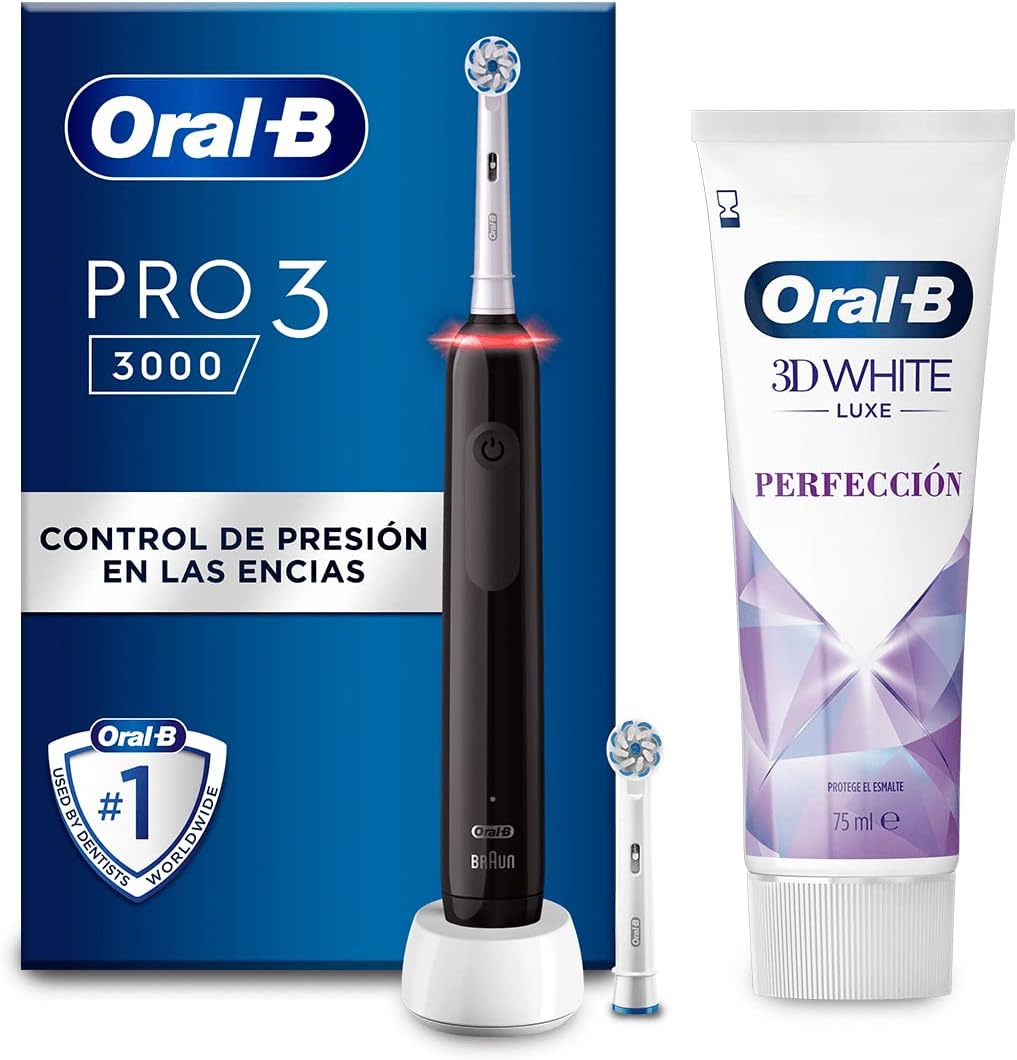 Oral-B
PRO 3
3000
CONTROL DE PRESIÓN
EN LAS ENCIAS
Oral-B
#1
USED BY DENTISTS WORLDWIDE
Oral-B
Oral-B
BRAUN
Oral-B
Oral-B
3D WHITE
LUXE
PERFECCIÓN
PROTEGE EL ESMALTE
75 ml e